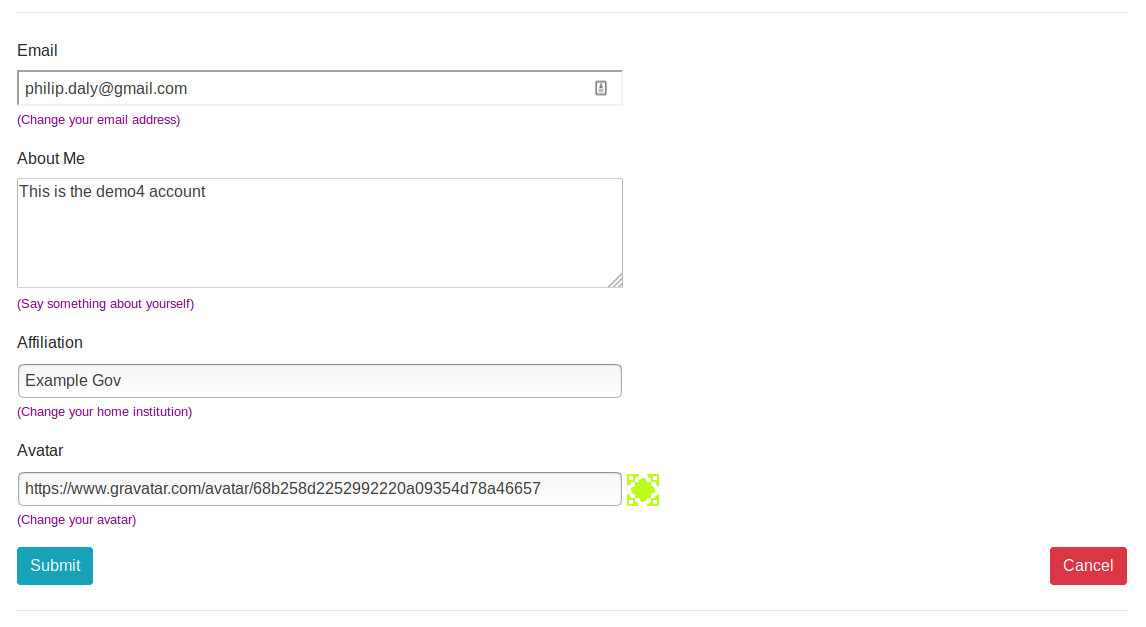 Email
philip.daly@gmail.com
(Change your email address)
About Me
This is the demo4 account
(Say something about yourself)
Affiliation
Example Gov
(Change your home institution)
Avatar
https://www.gravatar.com/avatar/68b258d2252992220a09354d78a46657
(Change your avatar)
Submit
Cancel